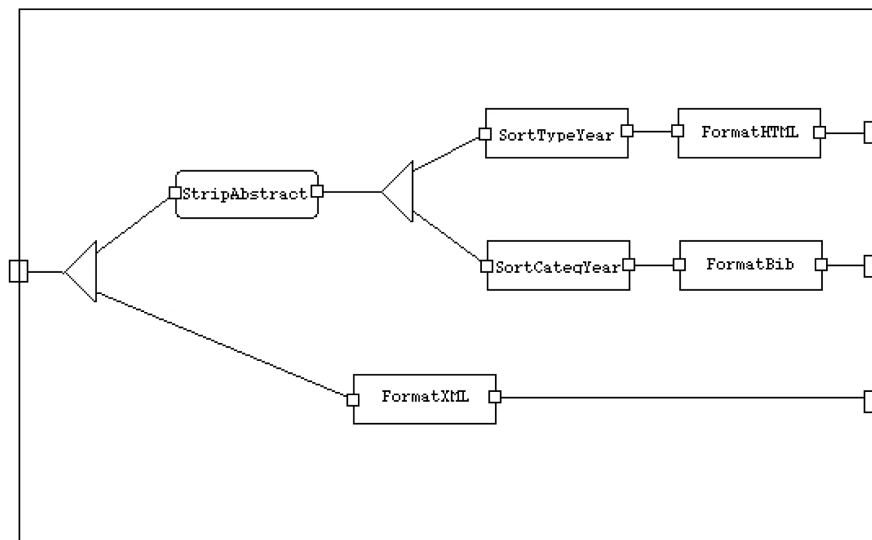 SortTypeYear
FormatHTML
StripAbstract
SortCategYear
FormatBib
FormatXML